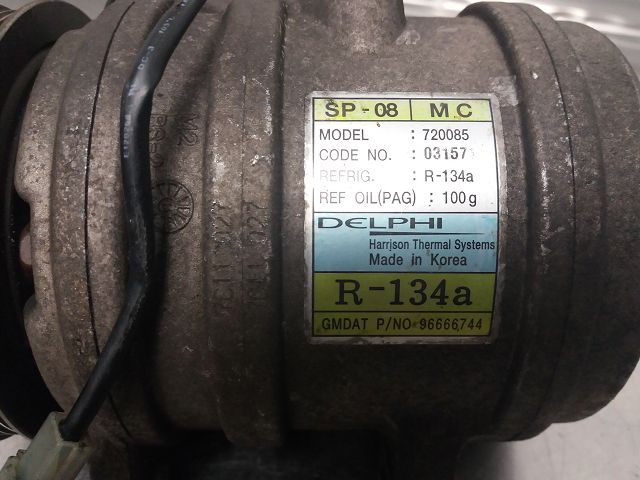 SP-08 MC
MODEL : 720085
CODE NO. : 031571
REFRIG. : R-134a
REF OIL(PAG) : 100g
DELPHI
Harrison Thermal Systems
Made in Korea
R-134a
GMDAT P/NO 96666744